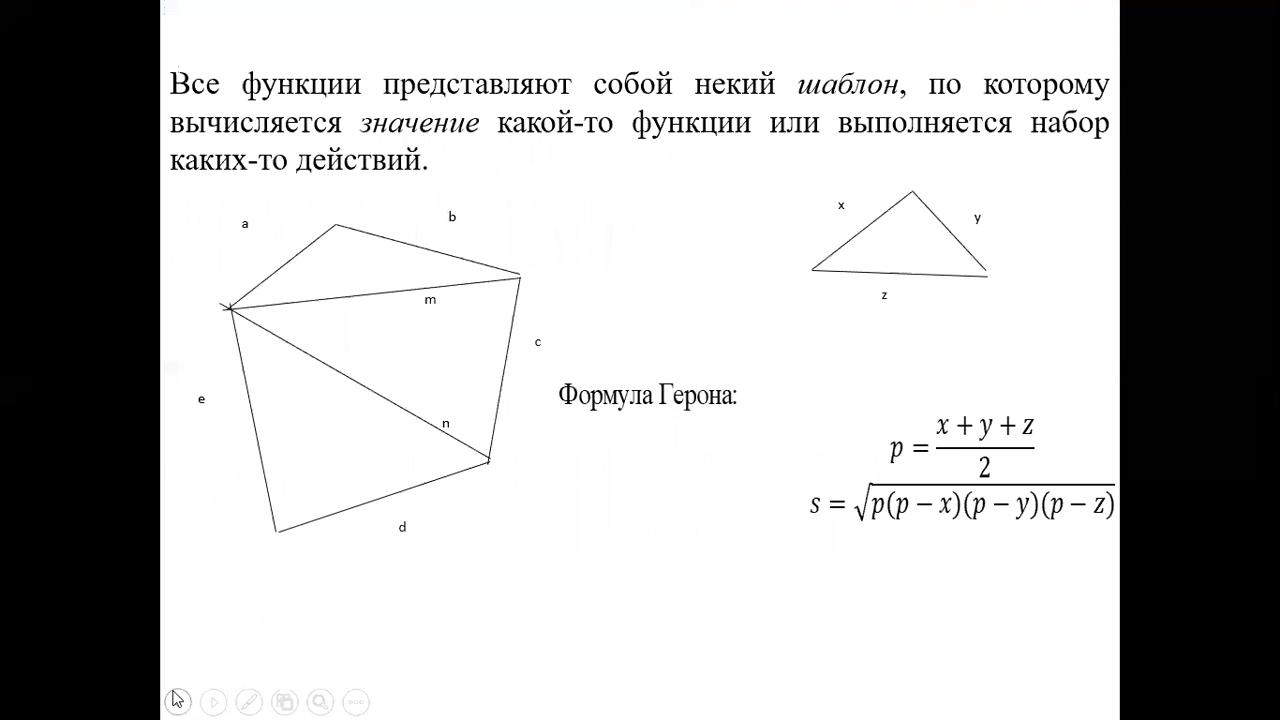 Все функции представляют собой некий шаблон, по которому
вычисляется значение какой-то функции или выполняется набор
каких-то действий.
a
b
m
c
e
n
d
x
y
z
Формула Герона:
p = (x + y + z)/2
s = √p(p − x)(p − y)(p − z)